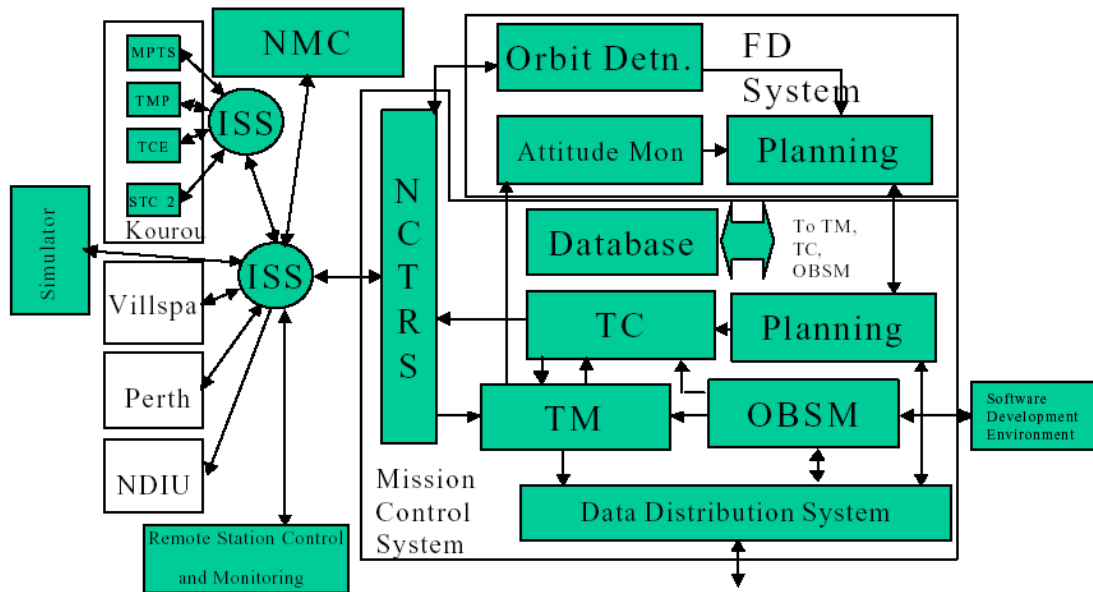 MPTS
TMP
TCE
STC 2
Kourou
ISS
NMC
Orbit Detn.
FD
System
Attitude Mon
Planning
N
C
T
R
S
Database
To TM,
TC,
OBSM
Simulator
ISS
Villspa
Perth
NDIU
TC
Planning
TM
OBSM
Software
Development
Environment
Mission
Control
System
Data Distribution System
Remote Station Control
and Monitoring